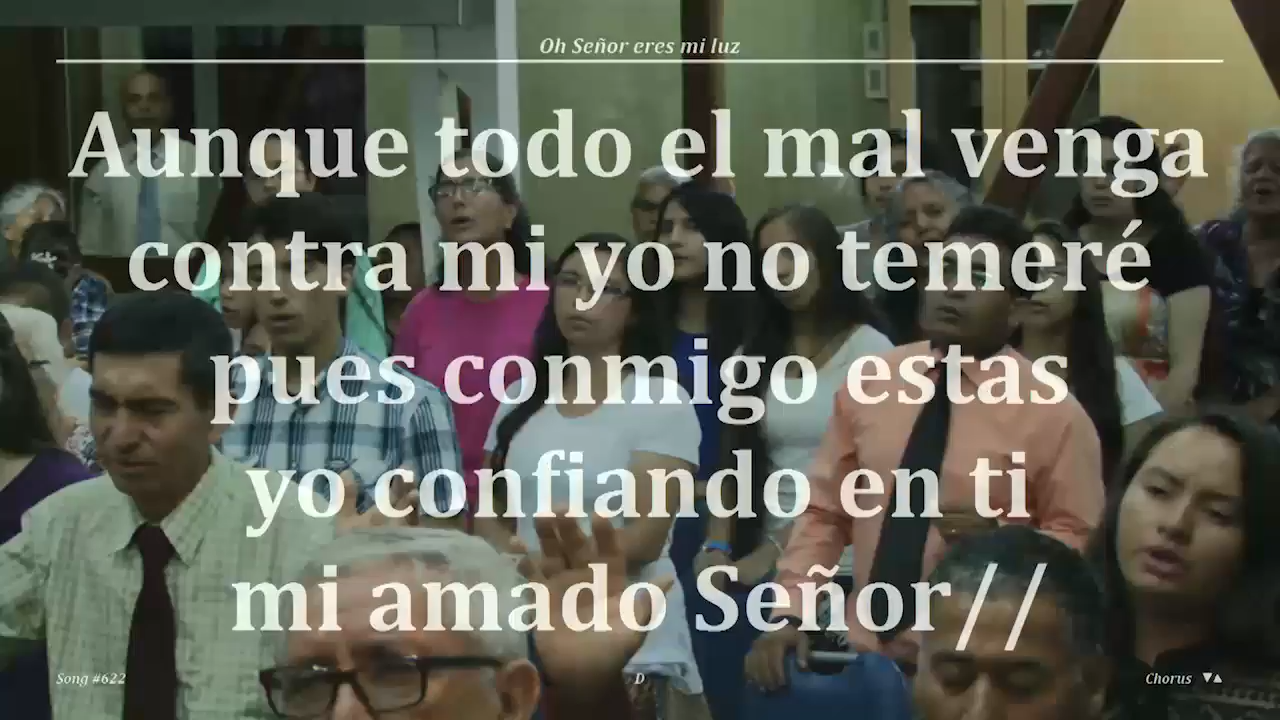 Oh Señor eres mi luz
Aunque todo el mal venga
contra mi yo no temeré
pues conmigo estas
yo confiando en ti
mi amado Señor//
Song #622
D
Chorus ▼▲